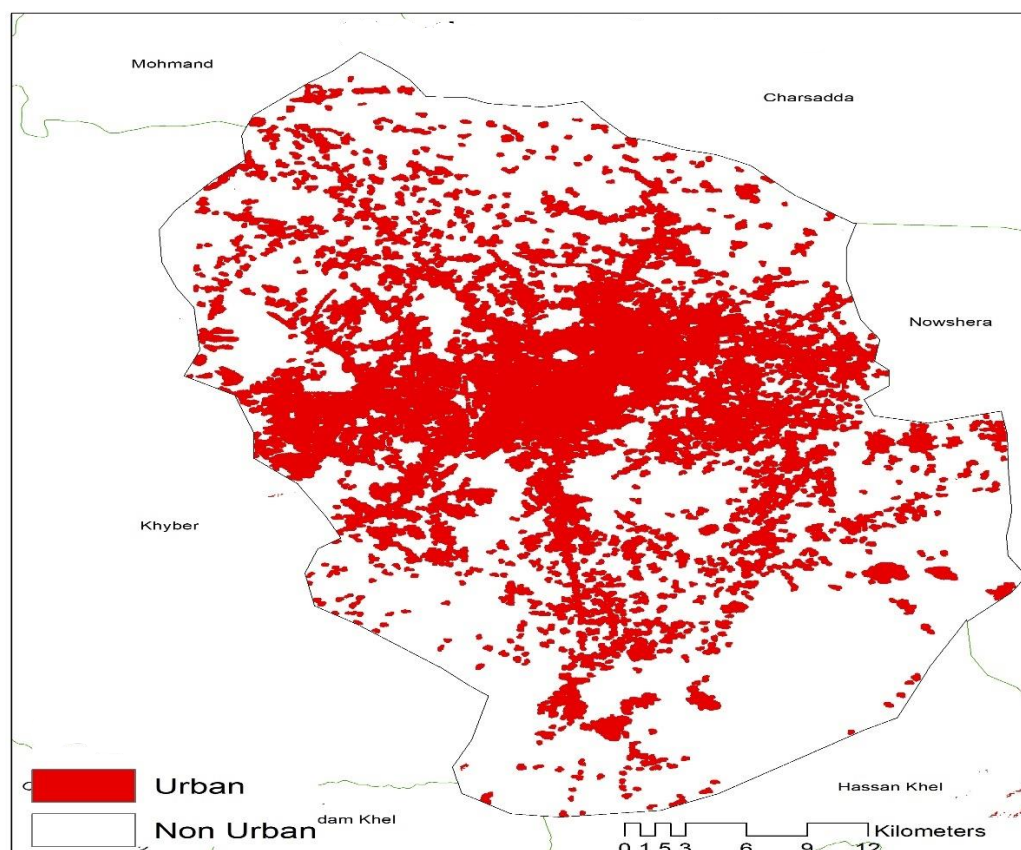 Mohmand
Charsadda
Nowshera
Khyber
Hassan Khel
Urban
Non Urban
dam Khel
Kilometers
0 1.5 3 6 9 12